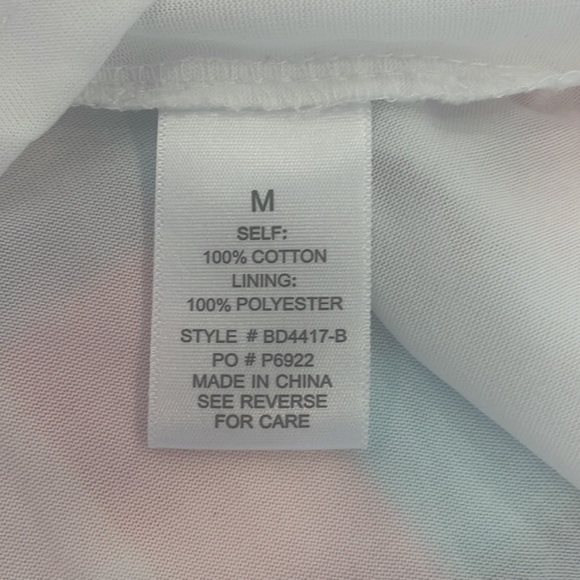 M
SELF:
100% COTTON
LINING:
100% POLYESTER
STYLE # BD4417-B
PO # P6922
MADE IN CHINA
SEE REVERSE
FOR CARE